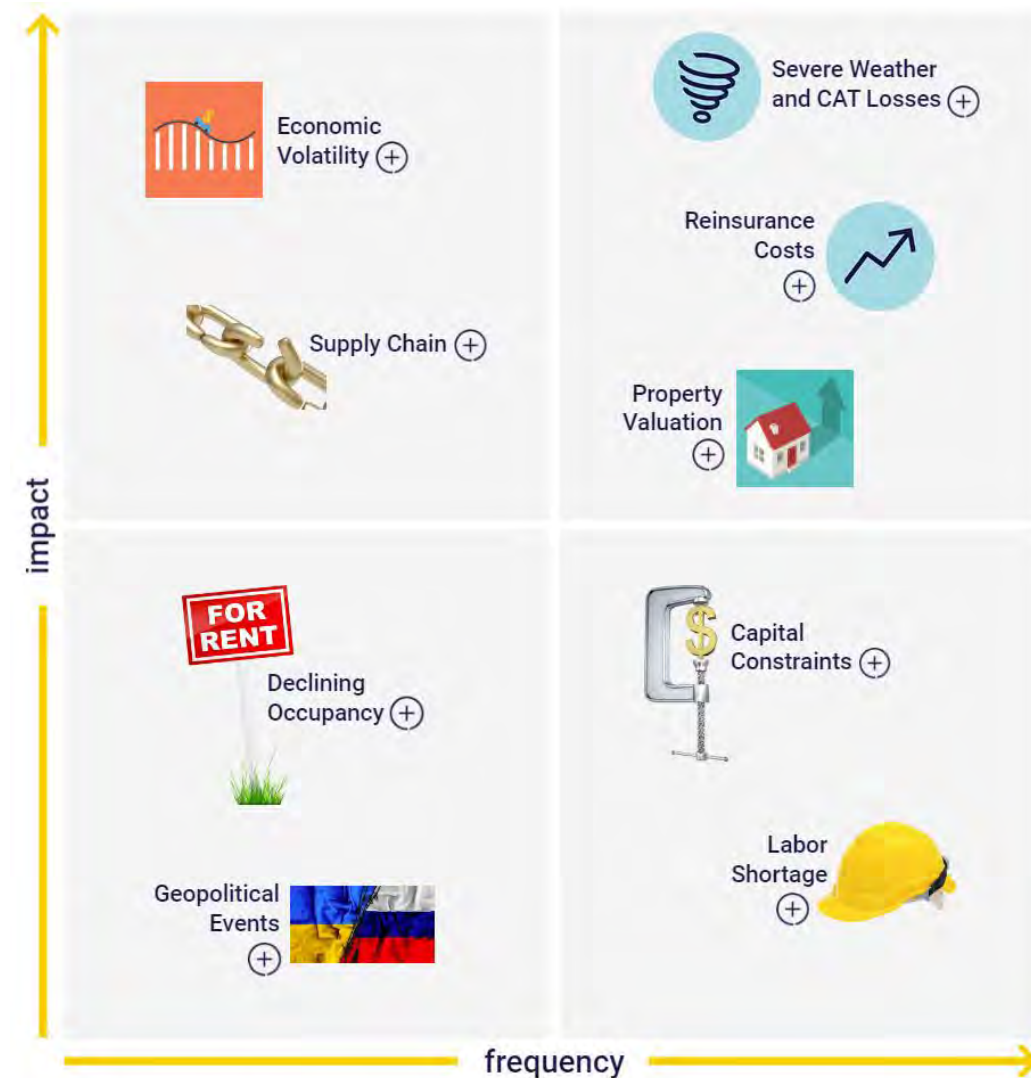 Economic
Volatility
Severe Weather
and CAT Losses
Reinsurance
Costs
Supply Chain
Property
Valuation
impact
FOR
RENT
Declining
Occupancy
Capital
Constraints
Labor
Shortage
Geopolitical
Events
frequency